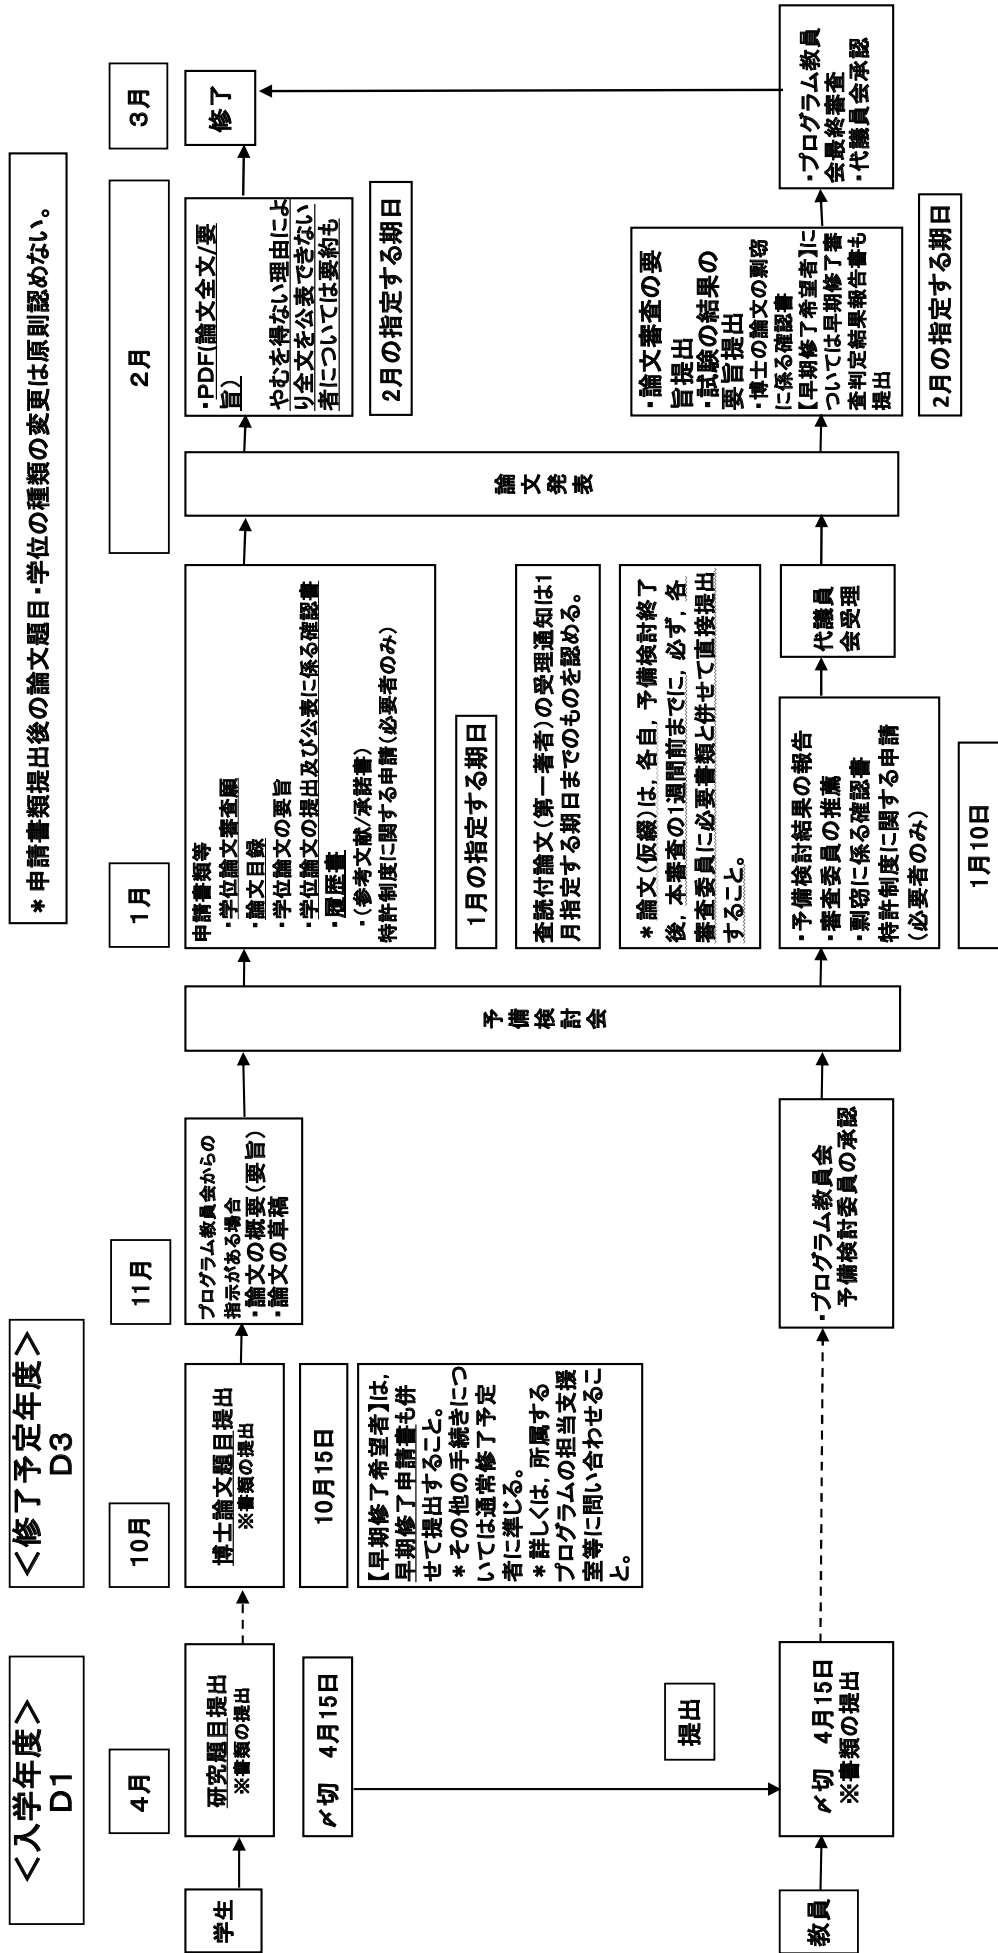 ＜入学年度＞
D1
＜修了予定年度＞
D3
＊申請書類提出後の論文題目・学位の種類の変更は原則認めない。
4月
10月
11月
1月
2月
3月
学生
研究題目提出
※書類の提出
〆切　4月15日
博士論文題目提出
※書類の提出
10月15日
【早期修了希望者】は，
早期修了申請書も併
せて提出すること。
＊その他の手続きにつ
いては通常修了予定
者に準じる。
＊詳しくは，所属する
プログラムの担当支援
室等に問い合わせるこ
と。
プログラム教員会からの
指示がある場合
・論文の概要（要旨）
・論文の草稿
予備検討会
申請書類等
・学位論文審査願
・論文目録
・学位論文の要旨
・学位論文の提出及び公表に係る確認書
・履歴書
・（参考文献/承諾書）
特許制度に関する申請（必要者のみ）
1月の指定する期日
査読付論文（第一著者）の受理通知は1
月指定する期日までのものを認める。
＊論文（仮綴）は，各自，予備検討終了
後，本審査の1週間前までに，必ず，各
審査委員に必要書類と併せて直接提出
すること。
論文発表
・PDF(論文全文/要
旨）
やむを得ない理由によ
り全文を公表できない
者については要約も
2月の指定する期日
修了
提出
教員
〆切　4月15日
※書類の提出
・プログラム教員会
予備検討委員の承認
・予備検討結果の報告
・審査委員の推薦
・剽窃に係る確認書
特許制度に関する申請
（必要者のみ）
1月10日
代議員
会受理
・論文審査の要
旨提出
・試験の結果の
要旨提出
・博士の論文の剽窃
に係る確認書
【早期修了希望者】に
ついては早期修了審
査判定結果報告書も
提出
2月の指定する期日
・プログラム教員
会最終審査
・代議員会承認